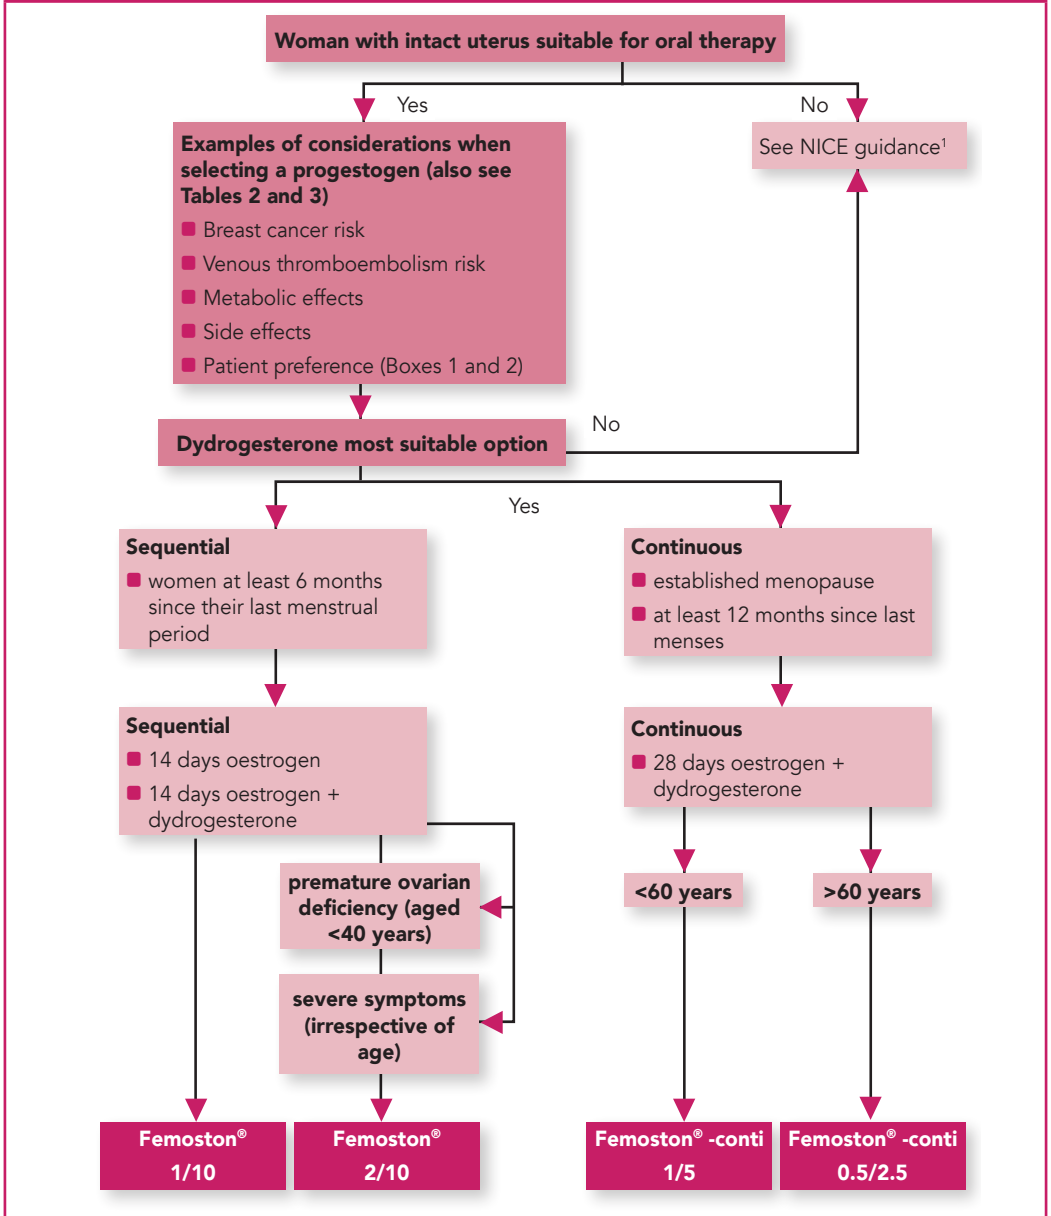 Woman with intact uterus suitable for oral therapy
Yes
No
Examples of considerations when
selecting a progestogen (also see
Tables 2 and 3)
Breast cancer risk
Venous thromboembolism risk
Metabolic effects
Side effects
Patient preference (Boxes 1 and 2)
See NICE guidance¹
Dydrogesterone most suitable option
No
Yes
Sequential
women at least 6 months
since their last menstrual
period
Continuous
established menopause
at least 12 months since last
menses
Sequential
14 days oestrogen
14 days oestrogen +
dydrogesterone
Continuous
28 days oestrogen +
dydrogesterone
premature ovarian
deficiency (aged
<40 years)
severe symptoms
(irrespective of
age)
<60 years
>60 years
Femoston®
1/10
Femoston®
2/10
Femoston® -conti
1/5
Femoston® -conti
0.5/2.5